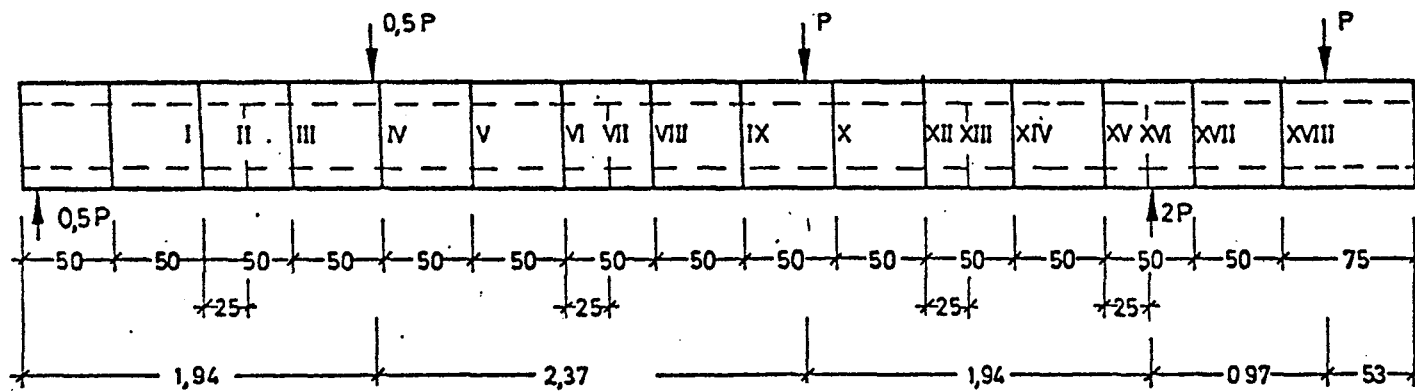 0,5 P
P
P
I II III IV V VI VII VIII IX X XII XIII XIV XV XVI XVII XVIII
0,5 P
2P
50 50 50 50 50 50 50 50 50 50 50 50 50 50 75
25 25 25 25
1,94 2,37 1,94 0 97 53